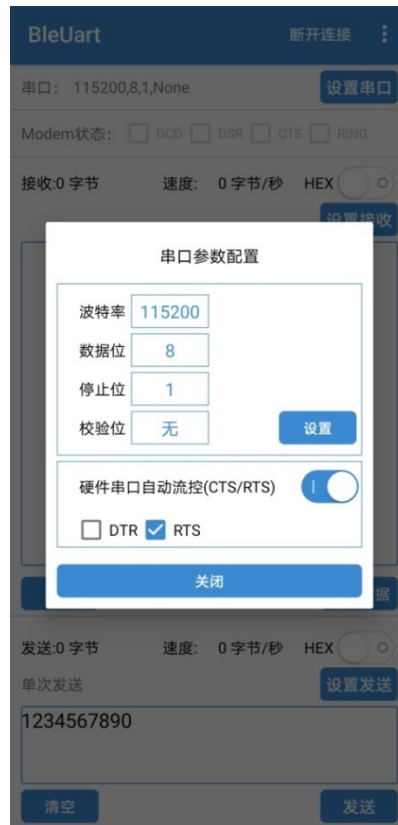 BleUart 断开连接
串口: 115200,8,1,None 设置串口
Modem状态: DCD DSR CTS RING
接收:0 字节 速度: 0 字节/秒 HEX
设置接收
串口参数配置
波特率 115200
数据位 8
停止位 1
校验位 无 设置
硬件串口自动流控(CTS/RTS)
DTR RTS
关闭
据
发送:0 字节 速度: 0 字节/秒 HEX
单次发送 设置发送
1234567890
清空 发送